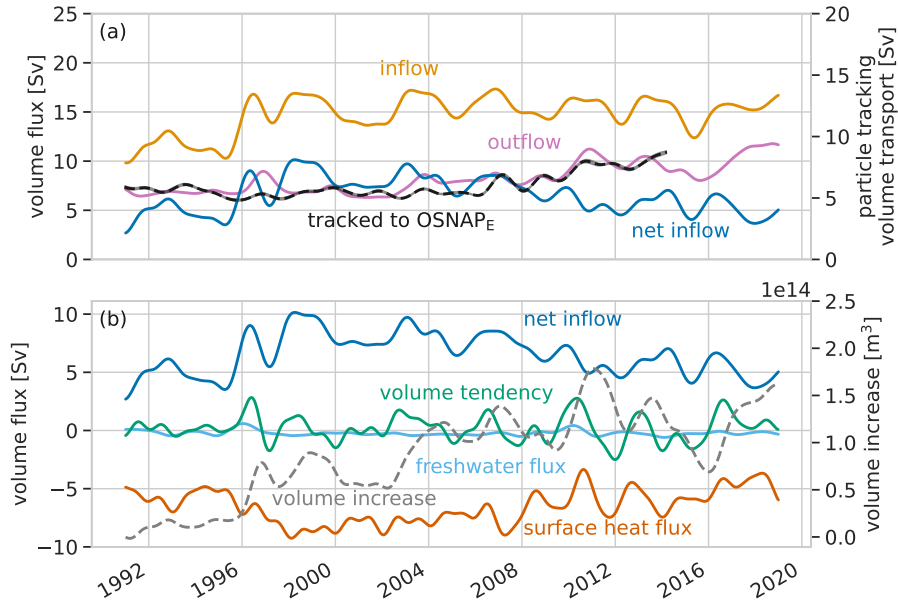 (a)
25
20
15
10
5
0
volume flux [Sv]
inflow
outflow
tracked to OSNAP_E
net inflow
20
15
10
5
0
particle tracking
volume transport [Sv]
(b)
10
5
0
−5
−10
volume flux [Sv]
net inflow
volume tendency
freshwater flux
volume increase
surface heat flux
1e14
2.5
2.0
1.5
1.0
0.5
0.0
volume increase [m³]
1992
1996
2000
2004
2008
2012
2016
2020